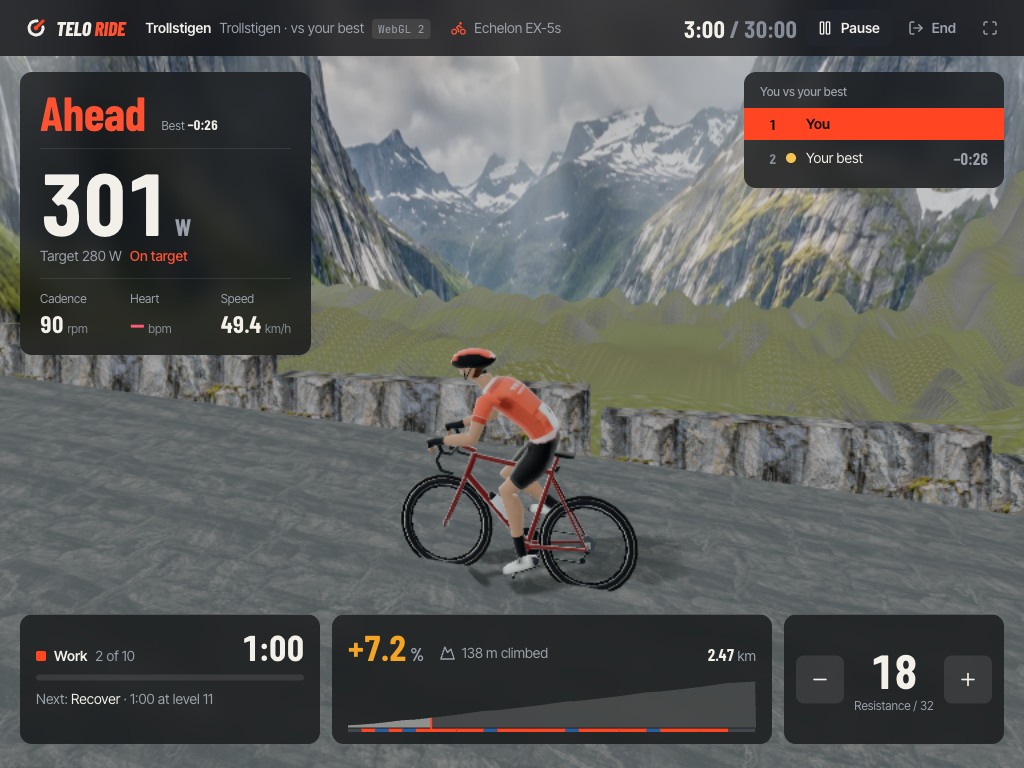 TELO RIDE Trollstigen Trollstigen · vs your best WebGL 2 Echelon EX-5s 3:00 / 30:00 Pause End
Ahead Best −0:26
301 W
Target 280 W On target
Cadence Heart Speed
90 rpm — bpm 49.4 km/h
You vs your best
1 You
2 Your best −0:26
Work 2 of 10 1:00
Next: Recover · 1:00 at level 11
+7.2 % 138 m climbed 2.47 km
− 18 +
Resistance / 32